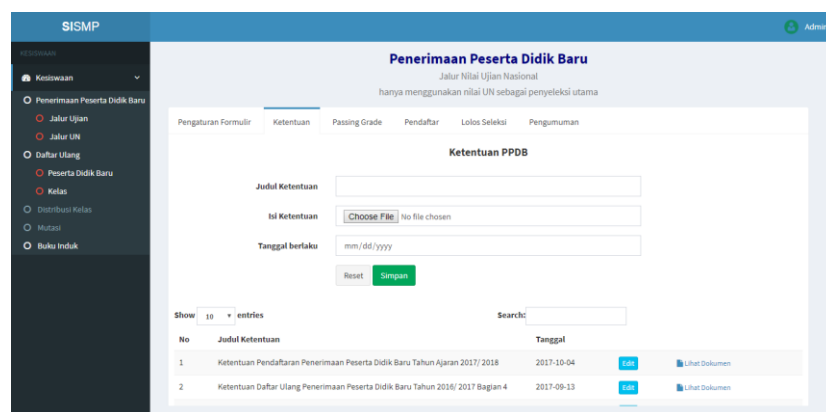 SISMP
Admin
KESISWAAN
Kesiswaan
Penerimaan Peserta Didik Baru
Jalur Ujian
Jalur UN
Daftar Ulang
Peserta Didik Baru
Kelas
Distribusi Kelas
Mutasi
Buku Induk
Penerimaan Peserta Didik Baru
Jalur Nilai Ujian Nasional
hanya menggunakan nilai UN sebagai penyeleksi utama
Pengaturan Formulir Ketentuan Passing Grade Pendaftar Lolos Seleksi Pengumuman
Ketentuan PPDB
Judul Ketentuan
Isi Ketentuan Choose File No file chosen
Tanggal berlaku mm/dd/yyyy
Reset Simpan
Show 10 entries Search:
No Judul Ketentuan Tanggal
1 Ketentuan Pendaftaran Penerimaan Peserta Didik Baru Tahun Ajaran 2017/ 2018 2017-10-04 Edit Lihat Dokumen
2 Ketentuan Daftar Ulang Penerimaan Peserta Didik Baru Tahun 2016/ 2017 Bagian 4 2017-09-13 Edit Lihat Dokumen